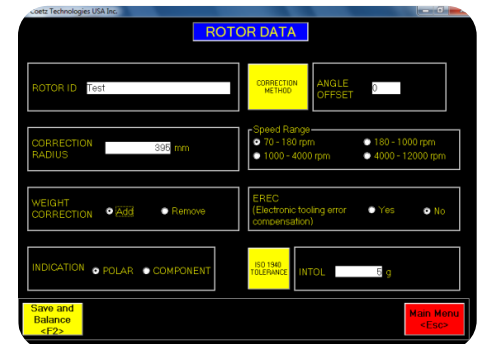 Coetz Technologies USA Inc.
ROTOR DATA
ROTOR ID Test
CORRECTION
METHOD
ANGLE
OFFSET 0
CORRECTION
RADIUS 395 mm
Speed Range
70 - 180 rpm 180 - 1000 rpm
1000 - 4000 rpm 4000 - 12000 rpm
WEIGHT
CORRECTION Add Remove
EREC
(Electronic tooling error
compensation) Yes No
INDICATION POLAR COMPONENT
ISO 1940
TOLERANCE
INTOL 5 g
Save and
Balance
<F2>
Main Menu
<Esc>